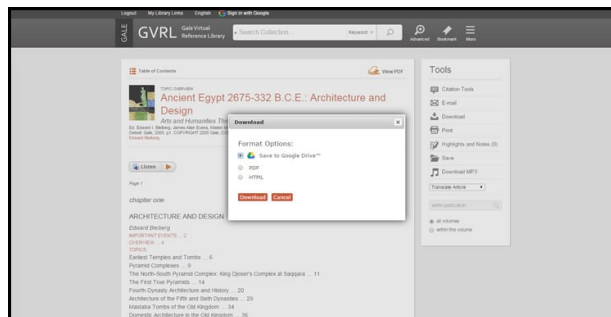 Logout My Library Links English Sign in with Google
GALE
GVRL Gale Virtual Reference Library
Search Collection...
Keyword
Advanced Bookmark More
Table of Contents
View PDF
TOPIC OVERVIEW
Ancient Egypt 2675-332 B.C.E.: Architecture and
Design
Arts and Humanities
Listen
Page 1
chapter one
ARCHITECTURE AND DESIGN
Edward Bleiberg
IMPORTANT EVENTS ... 2
OVERVIEW ... 4
TOPICS
Earliest Temples and Tombs ... 6
Pyramid Complexes ... 9
The North-South Pyramid Complex: King Djoser's Complex at Saqqara ... 11
The First True Pyramids ... 14
Fourth-Dynasty Architecture and History ... 20
Architecture of the Fifth and Sixth Dynasties ... 29
Mastaba Tombs of the Old Kingdom ... 34
Domestic Architecture in the Old Kingdom ... 36
Download
x
Format Options:
Save to Google Drive™
PDF
HTML
Download Cancel
Tools
Citation Tools
E-mail
Download
Print
Highlights and Notes (0)
Save
Download MP3
Translate Article
within publication
all volumes
within this volume